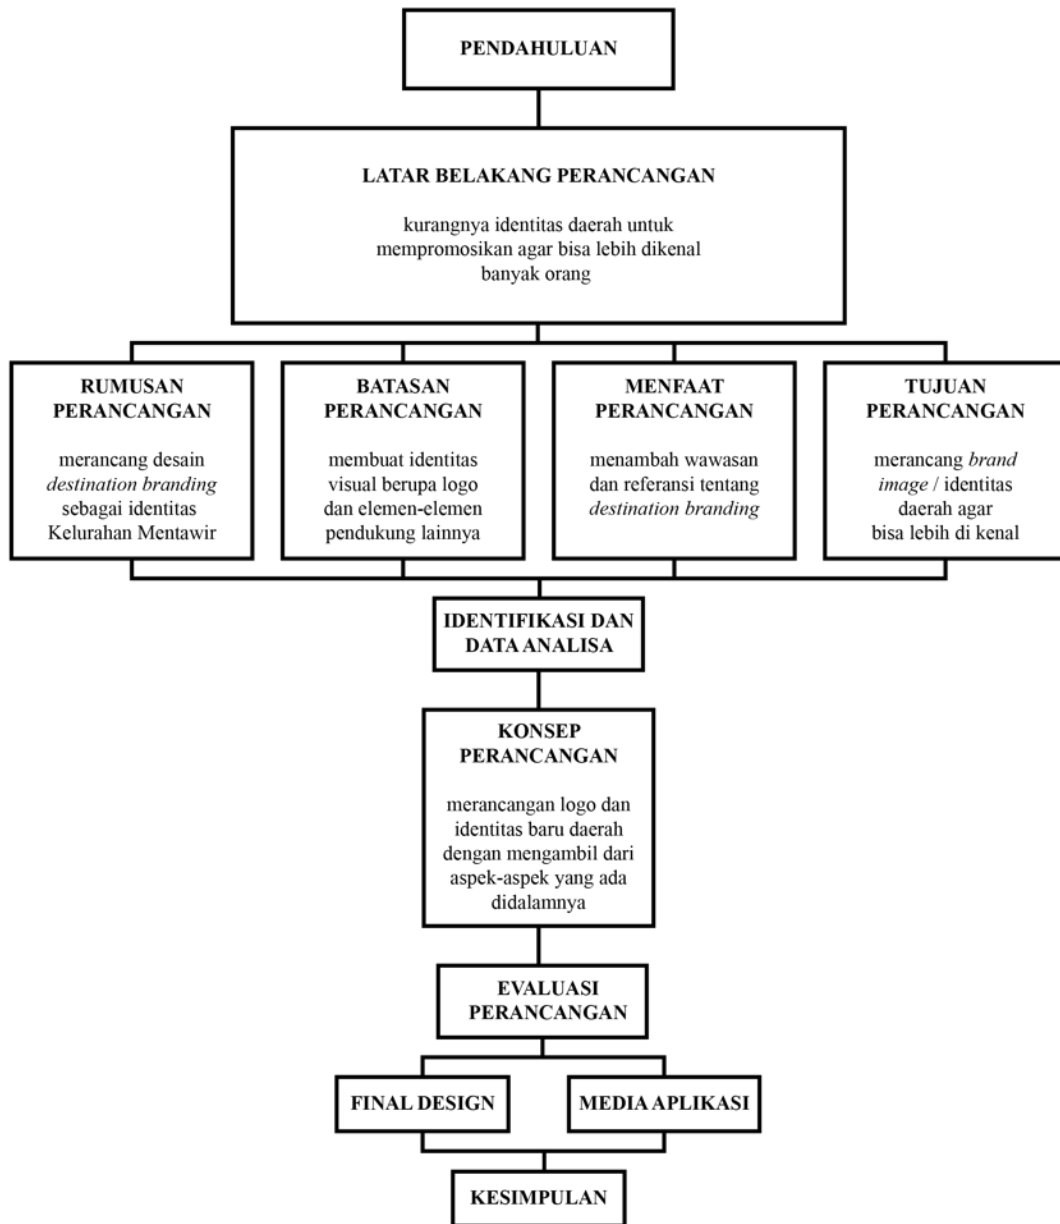 PENDAHULUAN
LATAR BELAKANG PERANCANGAN
kurangnya identitas daerah untuk
mempromosikan agar bisa lebih dikenal
banyak orang
RUMUSAN
PERANCANGAN
merancang desain
destination branding
sebagai identitas
Kelurahan Mentawir
BATASAN
PERANCANGAN
membuat identitas
visual berupa logo
dan elemen-elemen
pendukung lainnya
MENFAAT
PERANCANGAN
menambah wawasan
dan referansi tentang
destination branding
TUJUAN
PERANCANGAN
merancang brand
image / identitas
daerah agar
bisa lebih di kenal
IDENTIFIKASI DAN
DATA ANALISA
KONSEP
PERANCANGAN
merancangan logo dan
identitas baru daerah
dengan mengambil dari
aspek-aspek yang ada
didalamnya
EVALUASI
PERANCANGAN
FINAL DESIGN
MEDIA APLIKASI
KESIMPULAN